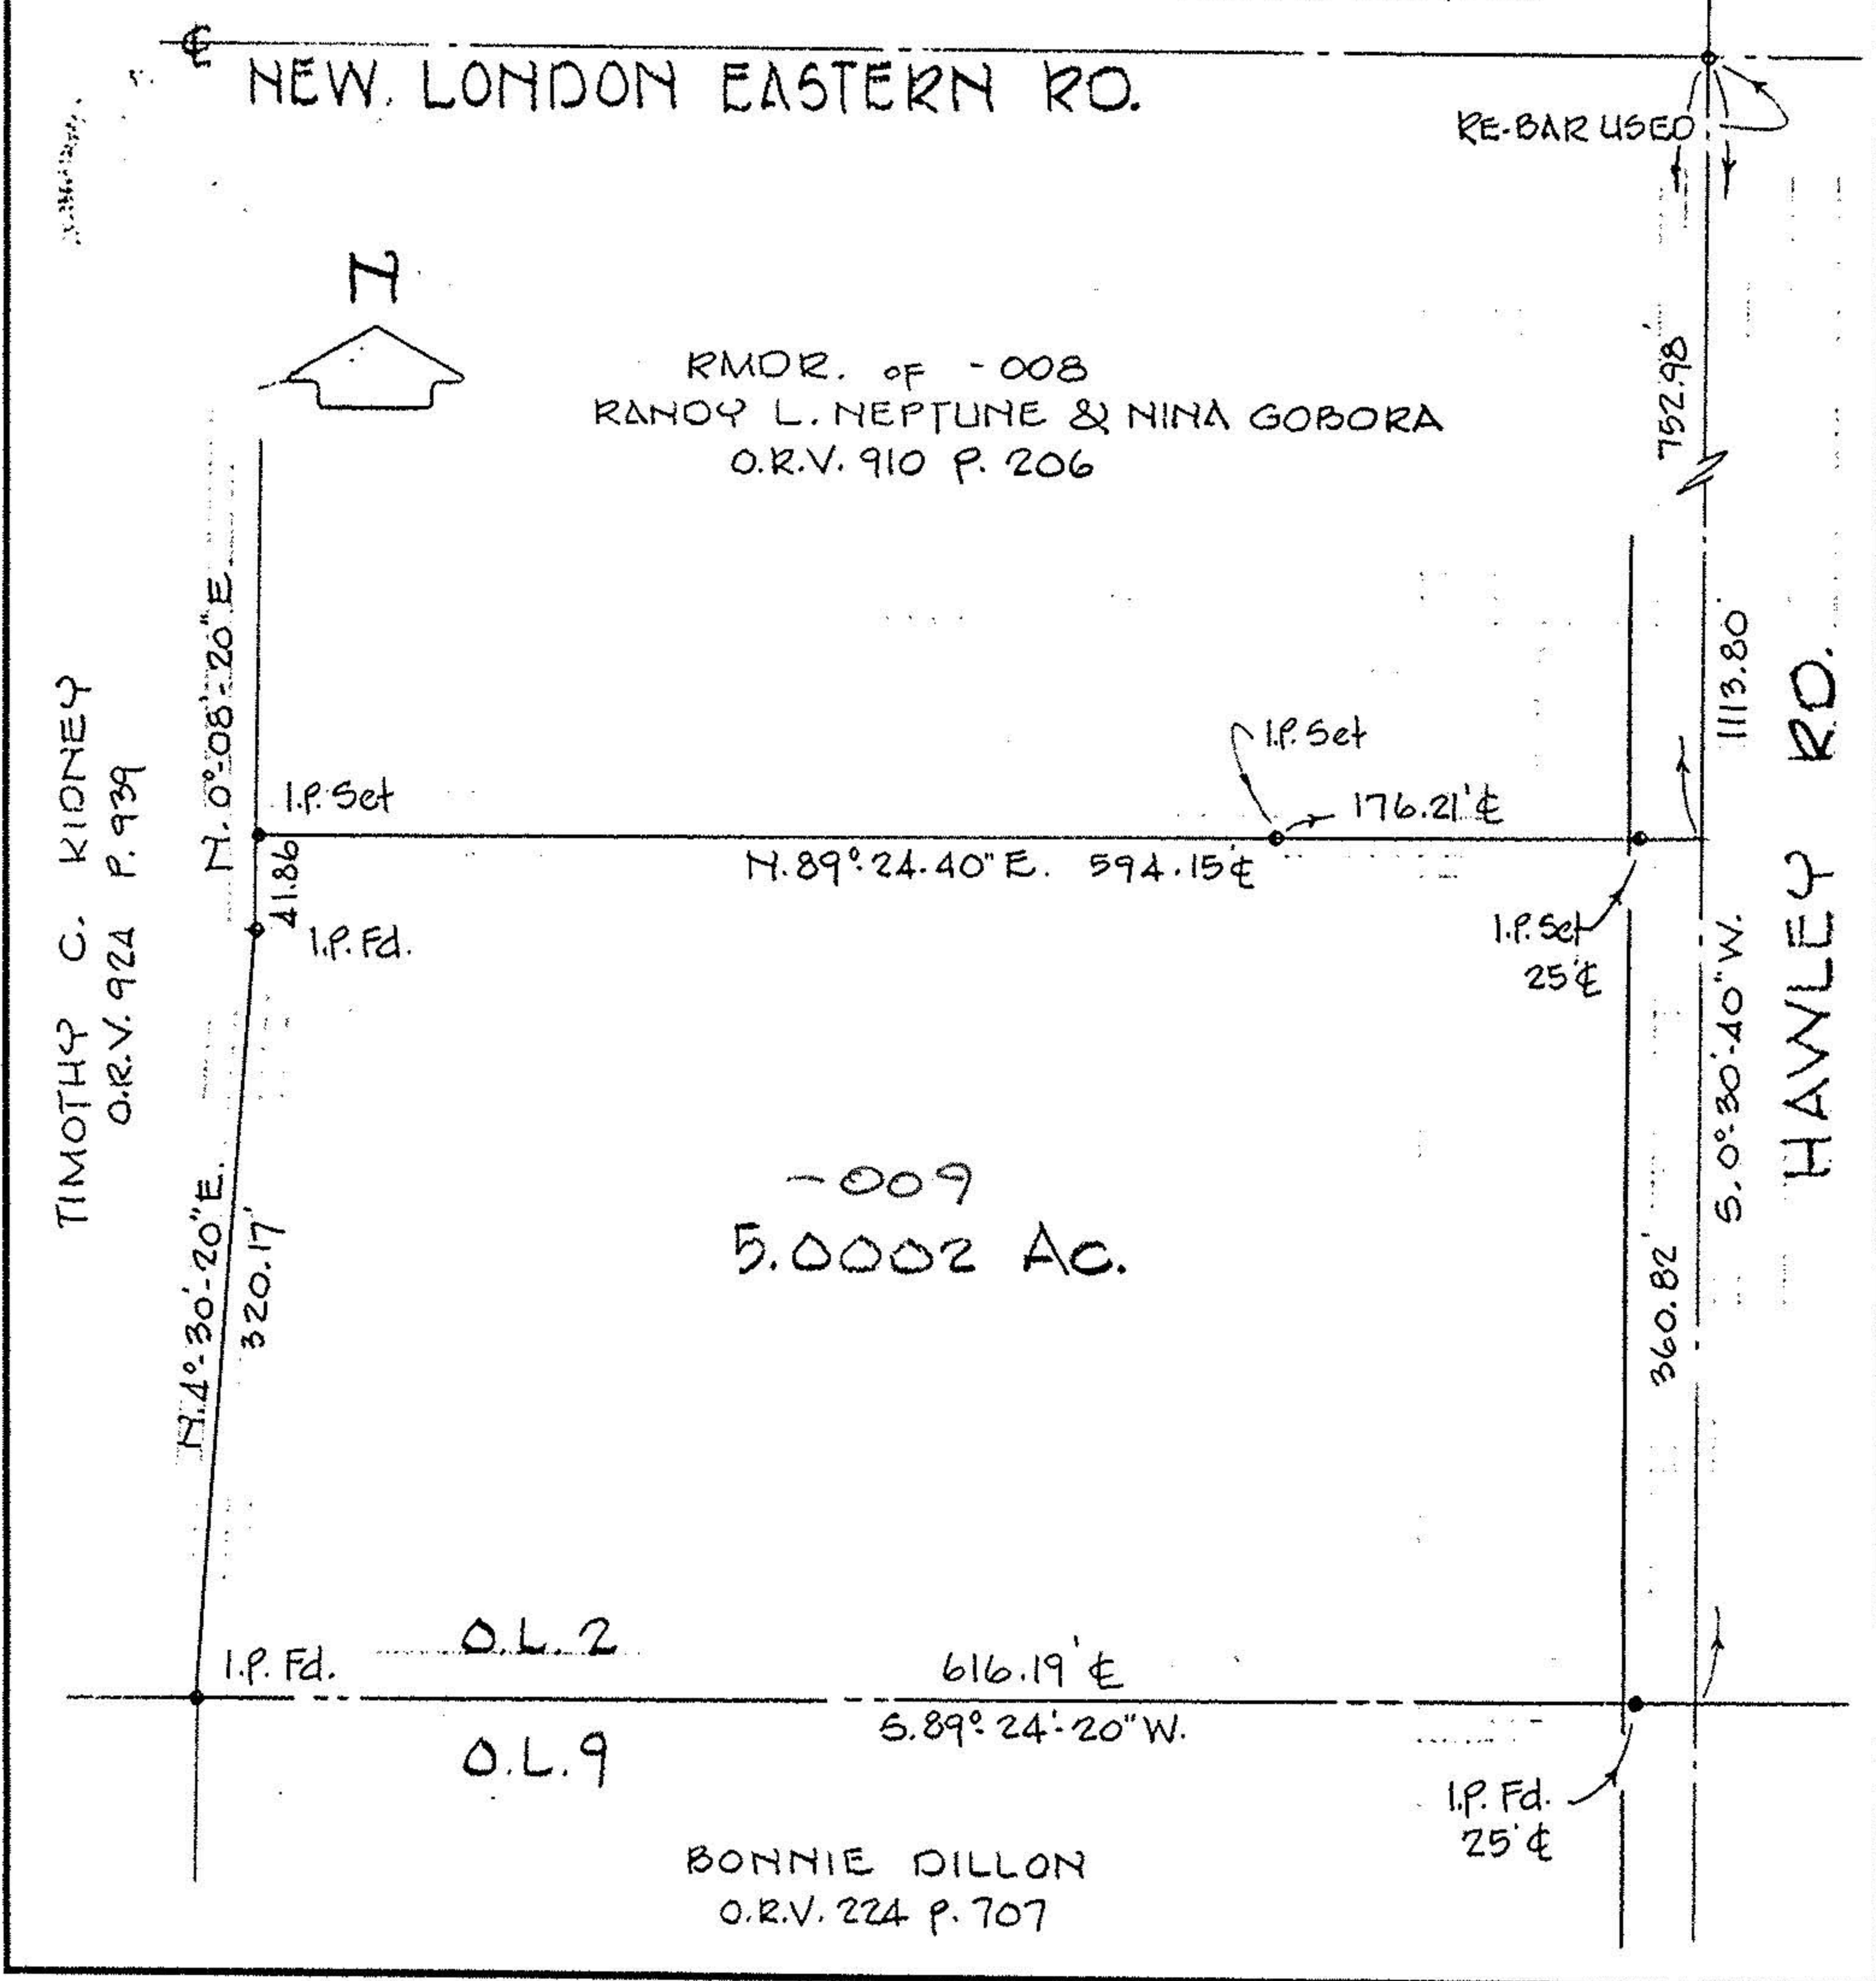 ℄
NEW. LONDON EASTERN RD.
RE-BAR USED
N
752.98'
RMDR. OF -008
RANDY L. NEPTUNE & NINA GOBORA
O.R.V. 910 P. 206
N. 0°-08'-20" E.
1113.80'
HAWLEY RD.
TIMOTHY C. KIDNEY
O.R.V. 924 P. 939
I.P. Set
I.P. Set
176.21' ℄
41.86
N. 89°-24.40" E. 594.15' ℄
I.P. Fd.
I.P. Set
25' ℄
S. 0°-30'-40" W.
-009
5.0002 Ac.
N. 4°-30'-20" E.
320.17'
360.82'
I.P. Fd.
O.L. 2
616.19' ℄
S. 89°-24'-20" W.
O.L. 9
I.P. Fd.
25' ℄
BONNIE DILLON
O.R.V. 224 P. 707